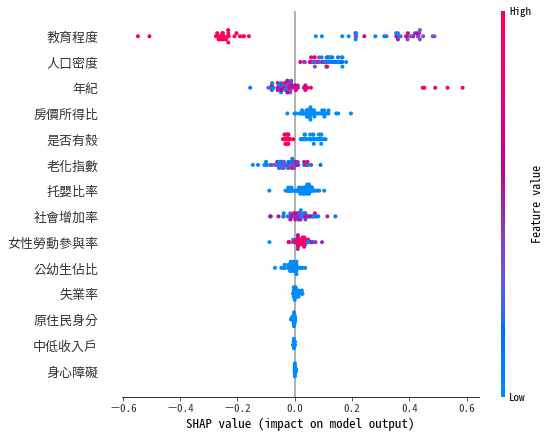 High
教育程度
人口密度
年紀
房價所得比
是否有殼
老化指數
托嬰比率
社會增加率
女性勞動參與率
公幼生佔比
失業率
原住民身分
中低收入戶
身心障礙
Feature value
Low
−0.6 −0.4 −0.2 0.0 0.2 0.4 0.6
SHAP value (impact on model output)